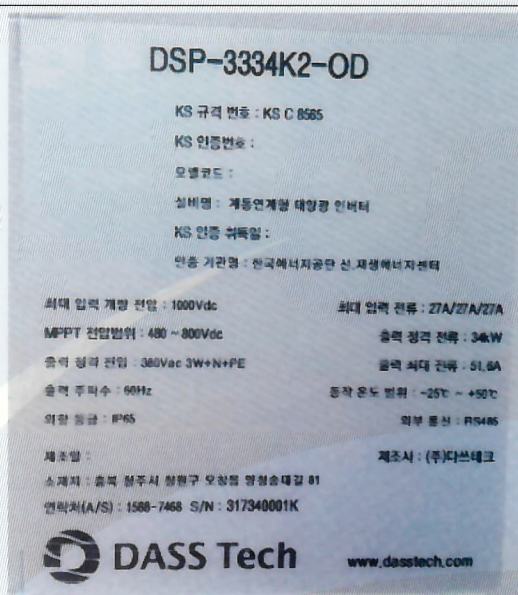 DSP-3334K2-OD
KS 규격 번호 : KS C 8565
KS 인증번호 :
모델코드 :
설비명 : 계통연계형 태양광 인버터
KS 인증 취득일 :
인증 기관명 : 한국에너지공단 신.재생에너지센터
최대 입력 개방 전압 : 1000Vdc
최대 입력 전류 : 27A/27A/27A
MPPT 전압범위 : 480 ~ 800Vdc
출력 정격 전류 : 34kW
출력 정격 전압 : 380Vac 3W+N+PE
출력 최대 전류 : 51.6A
출력 주파수 : 60Hz
동작 온도 범위 : -25℃ ~ +50℃
외함 등급 : IP65
외부 통신 : RS485
제조일 :
제조사 : (주)다쓰테크
소재지 : 충북 청주시 청원구 오창읍 양청송대길 81
연락처(A/S) : 1588-7468 S/N : 317340001K
DASS Tech
www.dasstech.com